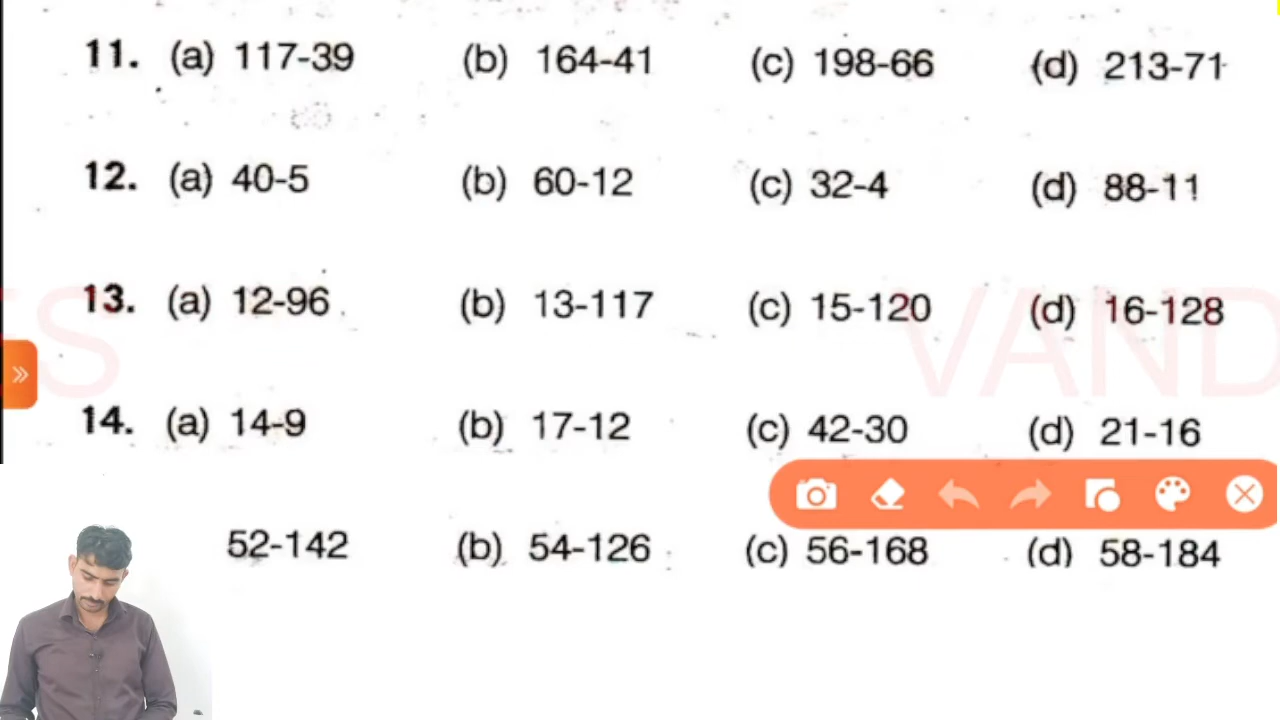 11. (a) 117-39 (b) 164-41 (c) 198-66 (d) 213-71
12. (a) 40-5 (b) 60-12 (c) 32-4 (d) 88-11
13. (a) 12-96 (b) 13-117 (c) 15-120 (d) 16-128
S VAND
14. (a) 14-9 (b) 17-12 (c) 42-30 (d) 21-16
52-142 (b) 54-126 (c) 56-168 (d) 58-184